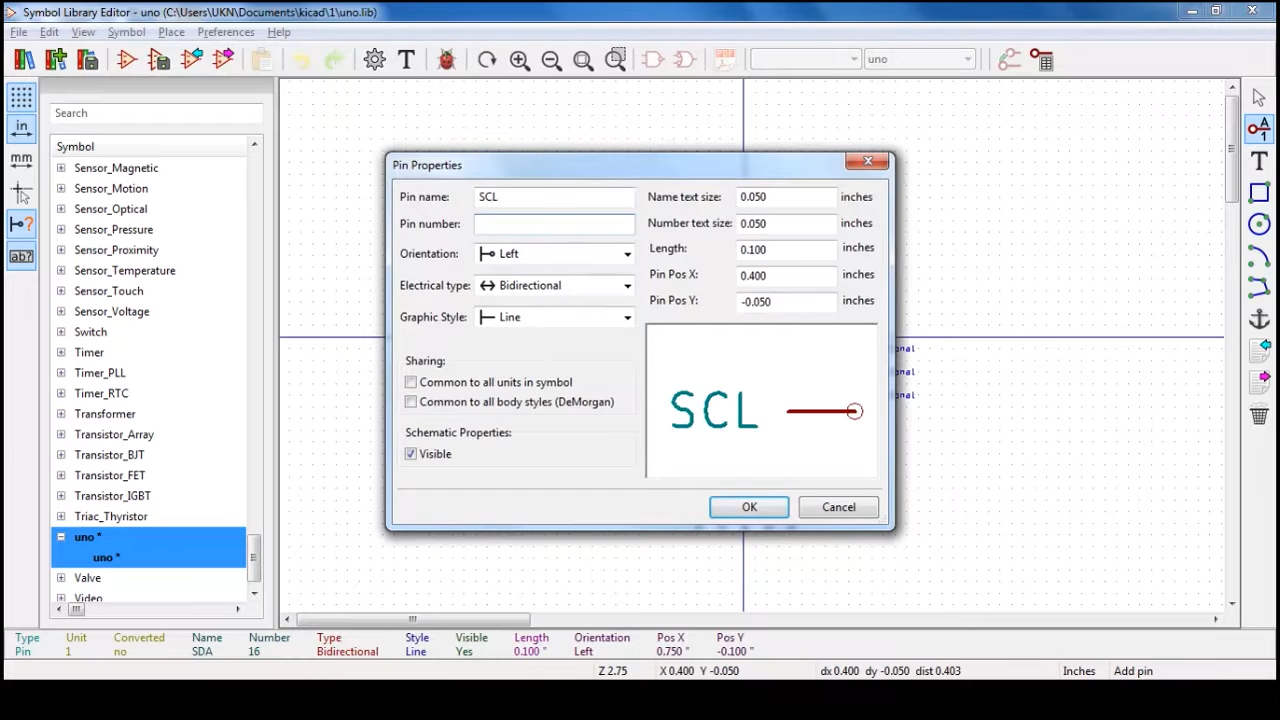 Symbol Library Editor - uno (C:\Users\UKN\Documents\kicad\1\uno.lib)
File Edit View Symbol Place Preferences Help
T
uno
in
mm
ab?
Search
Symbol
Sensor_Magnetic
Sensor_Motion
Sensor_Optical
Sensor_Pressure
Sensor_Proximity
Sensor_Temperature
Sensor_Touch
Sensor_Voltage
Switch
Timer
Timer_PLL
Timer_RTC
Transformer
Transistor_Array
Transistor_BJT
Transistor_FET
Transistor_IGBT
Triac_Thyristor
uno *
uno *
Valve
Video
Pin Properties
Pin name: SCL
Pin number:
Orientation: Left
Electrical type: Bidirectional
Graphic Style: Line
Sharing:
Common to all units in symbol
Common to all body styles (DeMorgan)
Schematic Properties:
Visible
Name text size: 0.050 inches
Number text size: 0.050 inches
Length: 0.100 inches
Pin Pos X: 0.400 inches
Pin Pos Y: -0.050 inches
SCL
OK Cancel
onal
onal
onal
A
1
T
Type Unit Converted Name Number Type Style Visible Length Orientation Pos X Pos Y
Pin 1 no SDA 16 Bidirectional Line Yes 0.100 " Left 0.750 " -0.100 "
Z 2.75 X 0.400 Y -0.050 dx 0.400 dy -0.050 dist 0.403 Inches Add pin